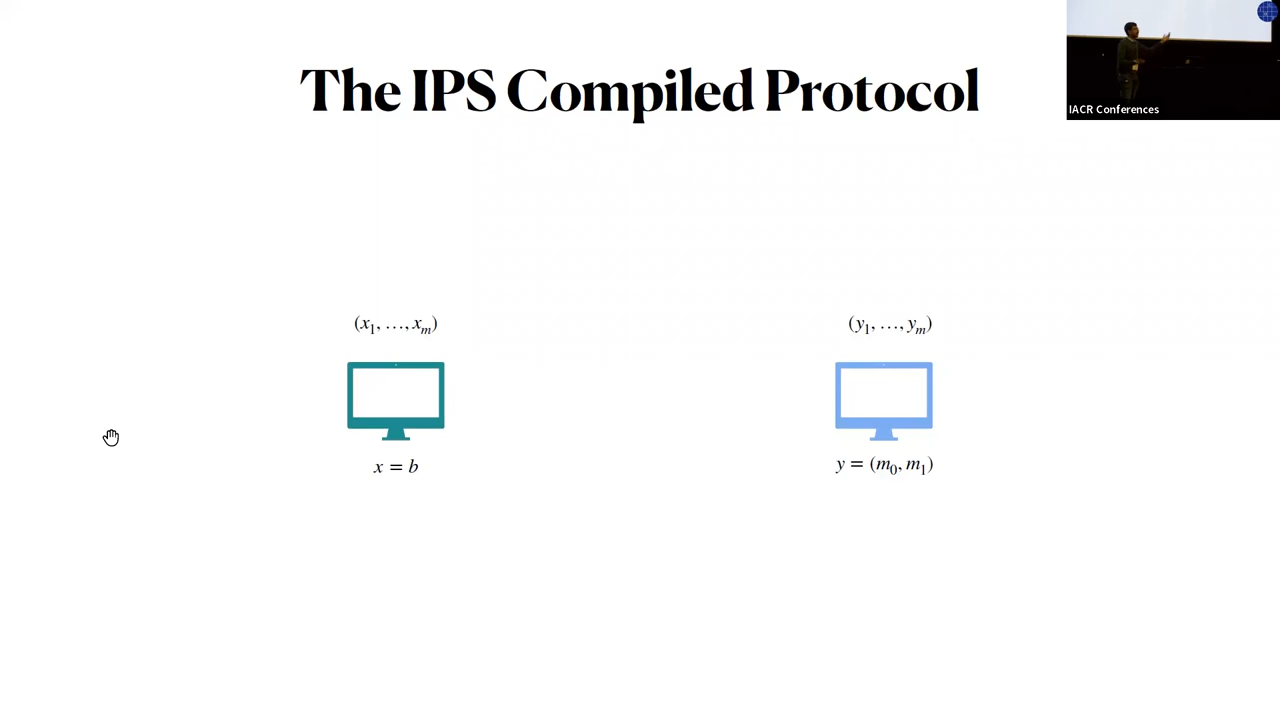 The IPS Compiled Protocol
IACR Conferences
(x₁, …, xₘ)
(y₁, …, yₘ)
x = b
y = (m₀, m₁)